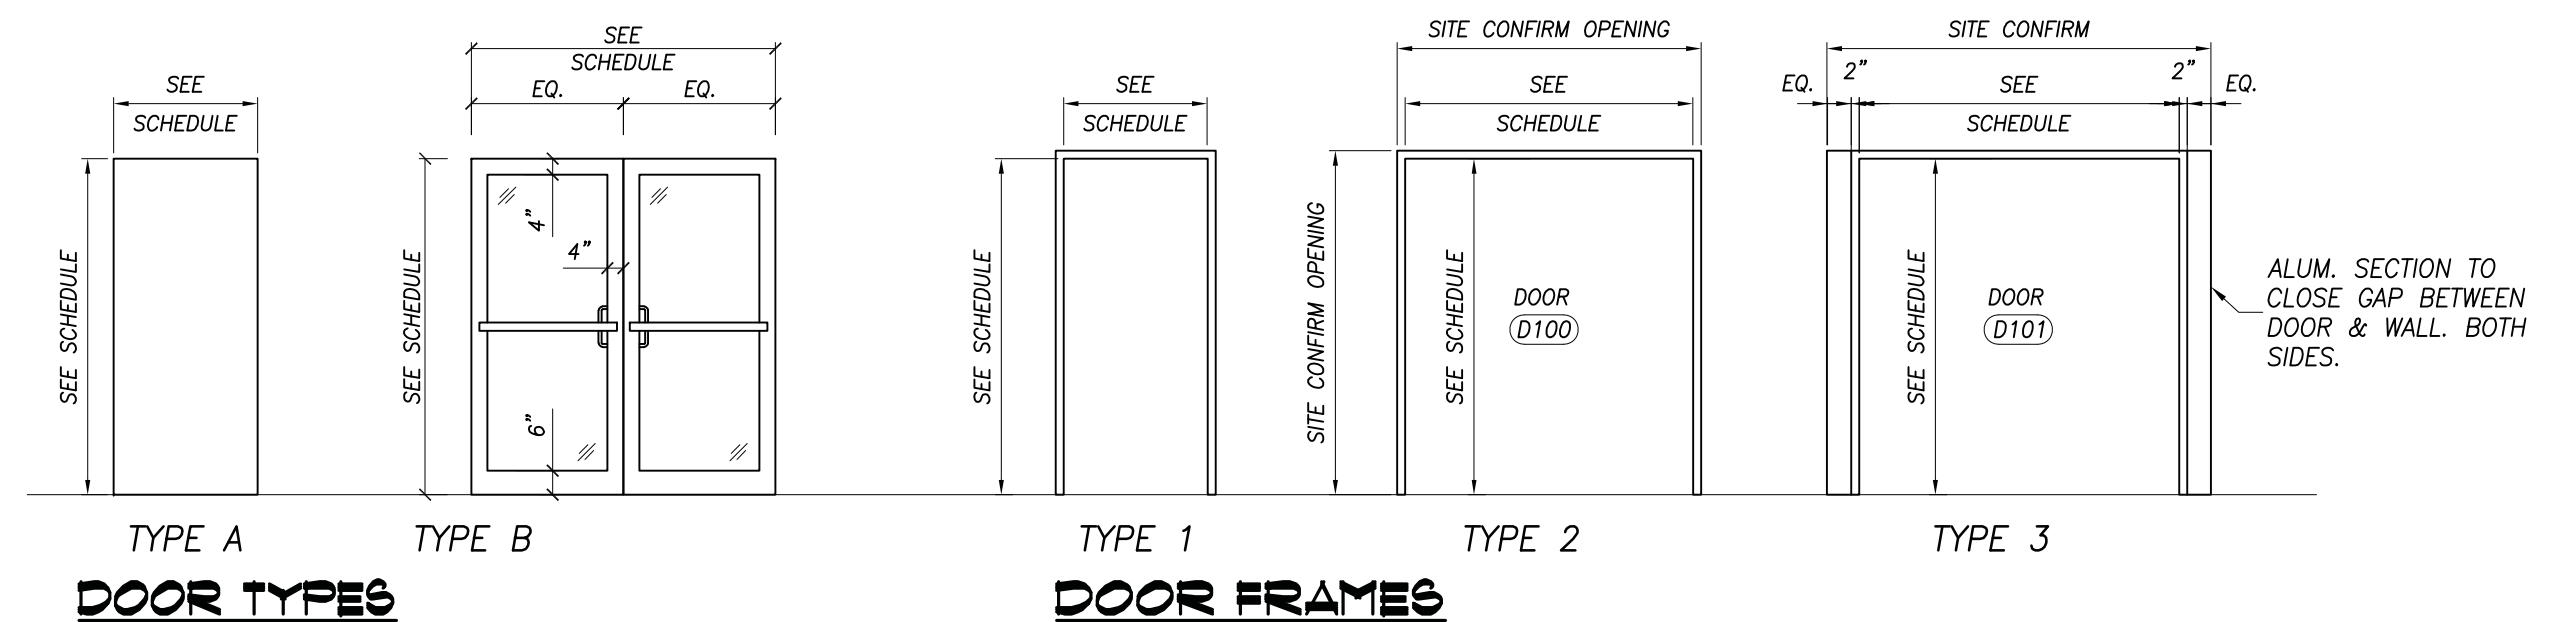 SEE
SCHEDULE
SEE SCHEDULE
TYPE A
SEE
SCHEDULE
EQ. EQ.
SEE SCHEDULE
4"
4"
6"
TYPE B
DOOR TYPES
SEE
SCHEDULE
SEE SCHEDULE
TYPE 1
SITE CONFIRM OPENING
SEE
SCHEDULE
SITE CONFIRM OPENING
SEE SCHEDULE
DOOR
D100
TYPE 2
SITE CONFIRM
EQ. 2" SEE 2" EQ.
SCHEDULE
SEE SCHEDULE
DOOR
D101
ALUM. SECTION TO
CLOSE GAP BETWEEN
DOOR & WALL. BOTH
SIDES.
TYPE 3
DOOR FRAMES